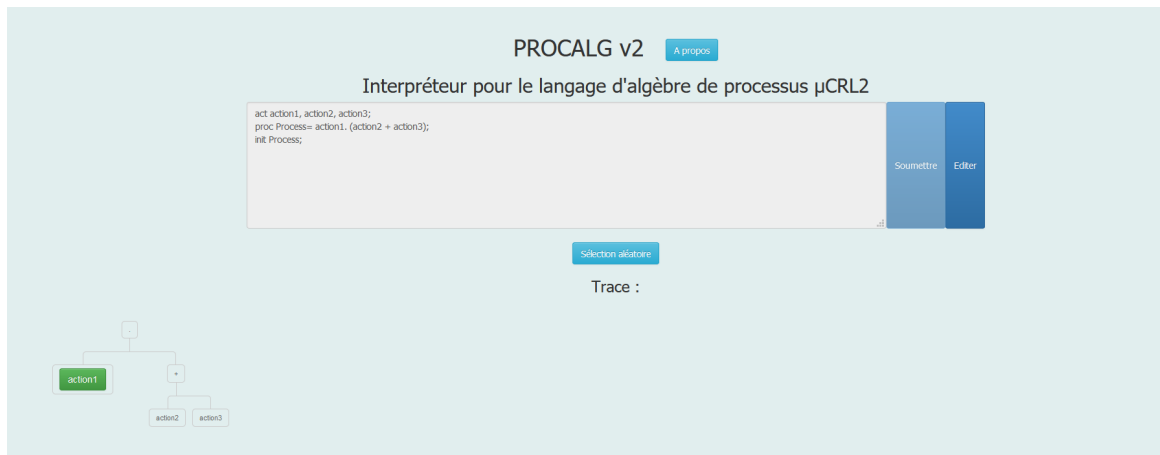 PROCALG v2 A propos
Interpréteur pour le langage d'algèbre de processus μCRL2
act action1, action2, action3;
proc Process= action1. (action2 + action3);
init Process;
Soumettre Editer
Sélection aléatoire
Trace :
.
action1 +
action2 action3